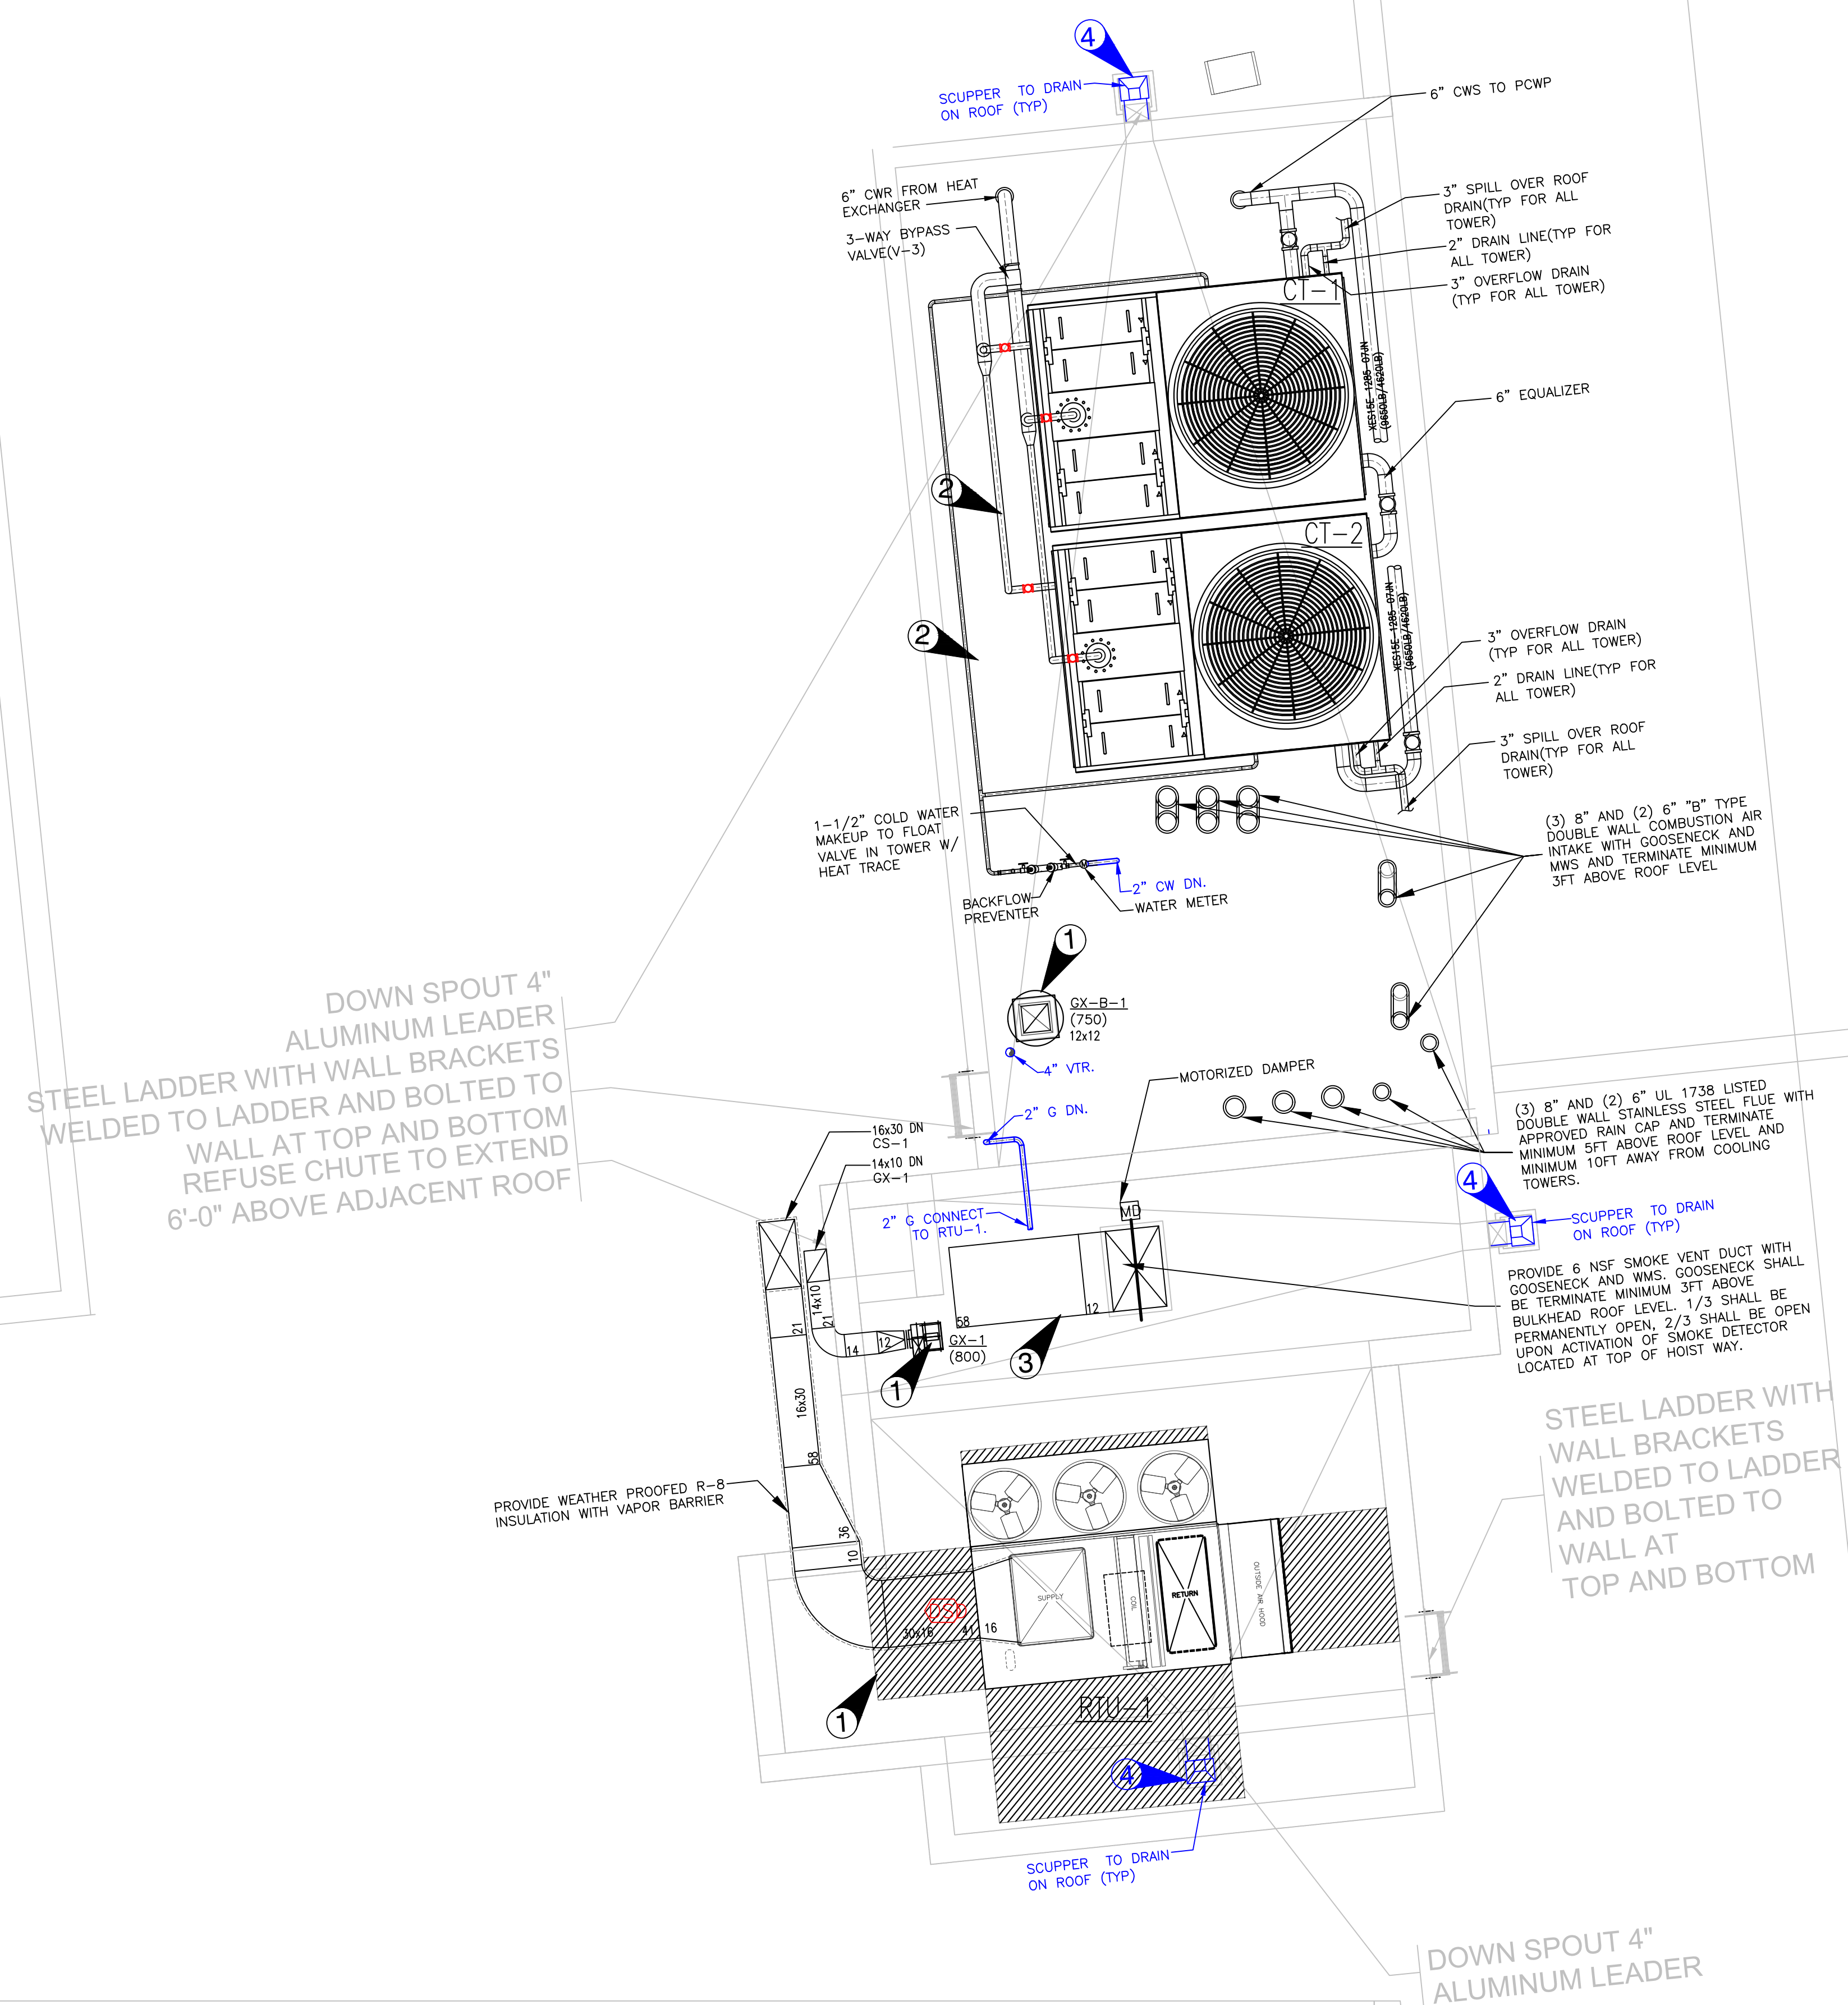 4
SCUPPER TO DRAIN
ON ROOF (TYP)
6” CWS TO PCWP
6” CWR FROM HEAT
EXCHANGER
3-WAY BYPASS
VALVE(V-3)
3” SPILL OVER ROOF
DRAIN(TYP FOR ALL
TOWER)
2” DRAIN LINE(TYP FOR
ALL TOWER)
3” OVERFLOW DRAIN
(TYP FOR ALL TOWER)
CT-1
XES15E-1285-07JN
(9650LB/4620LB)
6” EQUALIZER
2
CT-2
XES15E-1285-07JN
(9650LB/4620LB)
2
3” OVERFLOW DRAIN
(TYP FOR ALL TOWER)
2” DRAIN LINE(TYP FOR
ALL TOWER)
3” SPILL OVER ROOF
DRAIN(TYP FOR ALL
TOWER)
1-1/2” COLD WATER
MAKEUP TO FLOAT
VALVE IN TOWER W/
HEAT TRACE
M
2” CW DN.
BACKFLOW
PREVENTER
WATER METER
(3) 8” AND (2) 6” ”B” TYPE
DOUBLE WALL COMBUSTION AIR
INTAKE WITH GOOSENECK AND
MWS AND TERMINATE MINIMUM
3FT ABOVE ROOF LEVEL
1
GX-B-1
(750)
12x12
4” VTR.
DOWN SPOUT 4"
ALUMINUM LEADER
STEEL LADDER WITH WALL BRACKETS
WELDED TO LADDER AND BOLTED TO
WALL AT TOP AND BOTTOM
REFUSE CHUTE TO EXTEND
6'-0" ABOVE ADJACENT ROOF
MOTORIZED DAMPER
2” G DN.
16x30 DN
CS-1
14x10 DN
GX-1
(3) 8” AND (2) 6” UL 1738 LISTED
DOUBLE WALL STAINLESS STEEL FLUE WITH
APPROVED RAIN CAP AND TERMINATE
MINIMUM 5FT ABOVE ROOF LEVEL AND
MINIMUM 10FT AWAY FROM COOLING
TOWERS.
4
SCUPPER TO DRAIN
ON ROOF (TYP)
2” G CONNECT
TO RTU-1.
MD
PROVIDE 6 NSF SMOKE VENT DUCT WITH
GOOSENECK AND WMS. GOOSENECK SHALL
BE TERMINATE MINIMUM 3FT ABOVE
BULKHEAD ROOF LEVEL. 1/3 SHALL BE
PERMANENTLY OPEN, 2/3 SHALL BE OPEN
UPON ACTIVATION OF SMOKE DETECTOR
LOCATED AT TOP OF HOIST WAY.
14x10
21
21
14
12
58
12
GX-1
(800)
1
3
16x30
58
36
10
PROVIDE WEATHER PROOFED R-8
INSULATION WITH VAPOR BARRIER
STEEL LADDER WITH
WALL BRACKETS
WELDED TO LADDER
AND BOLTED TO
WALL AT
TOP AND BOTTOM
SUPPLY
COIL
RETURN
OUTSIDE AIR HOOD
DSD
30x16
41
16
1
RTU-1
4
SCUPPER TO DRAIN
ON ROOF (TYP)
DOWN SPOUT 4"
ALUMINUM LEADER